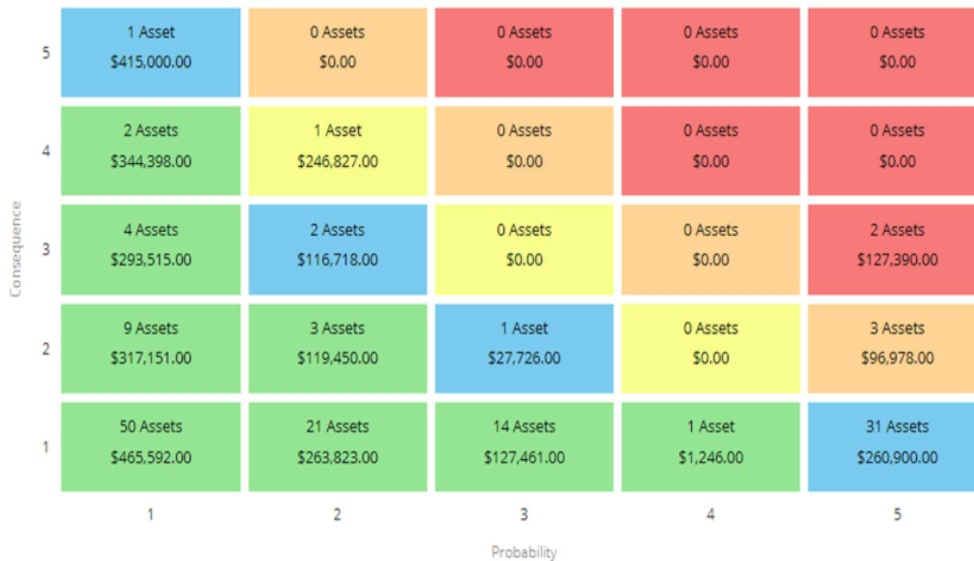 1 Asset
$415,000.00
0 Assets
$0.00
0 Assets
$0.00
0 Assets
$0.00
0 Assets
$0.00
5
2 Assets
$344,398.00
1 Asset
$246,827.00
0 Assets
$0.00
0 Assets
$0.00
0 Assets
$0.00
4
4 Assets
$293,515.00
2 Assets
$116,718.00
0 Assets
$0.00
0 Assets
$0.00
2 Assets
$127,390.00
3
Consequence
9 Assets
$317,151.00
3 Assets
$119,450.00
1 Asset
$27,726.00
0 Assets
$0.00
3 Assets
$96,978.00
2
50 Assets
$465,592.00
21 Assets
$263,823.00
14 Assets
$127,461.00
1 Asset
$1,246.00
31 Assets
$260,900.00
1
1
2
3
4
5
Probability